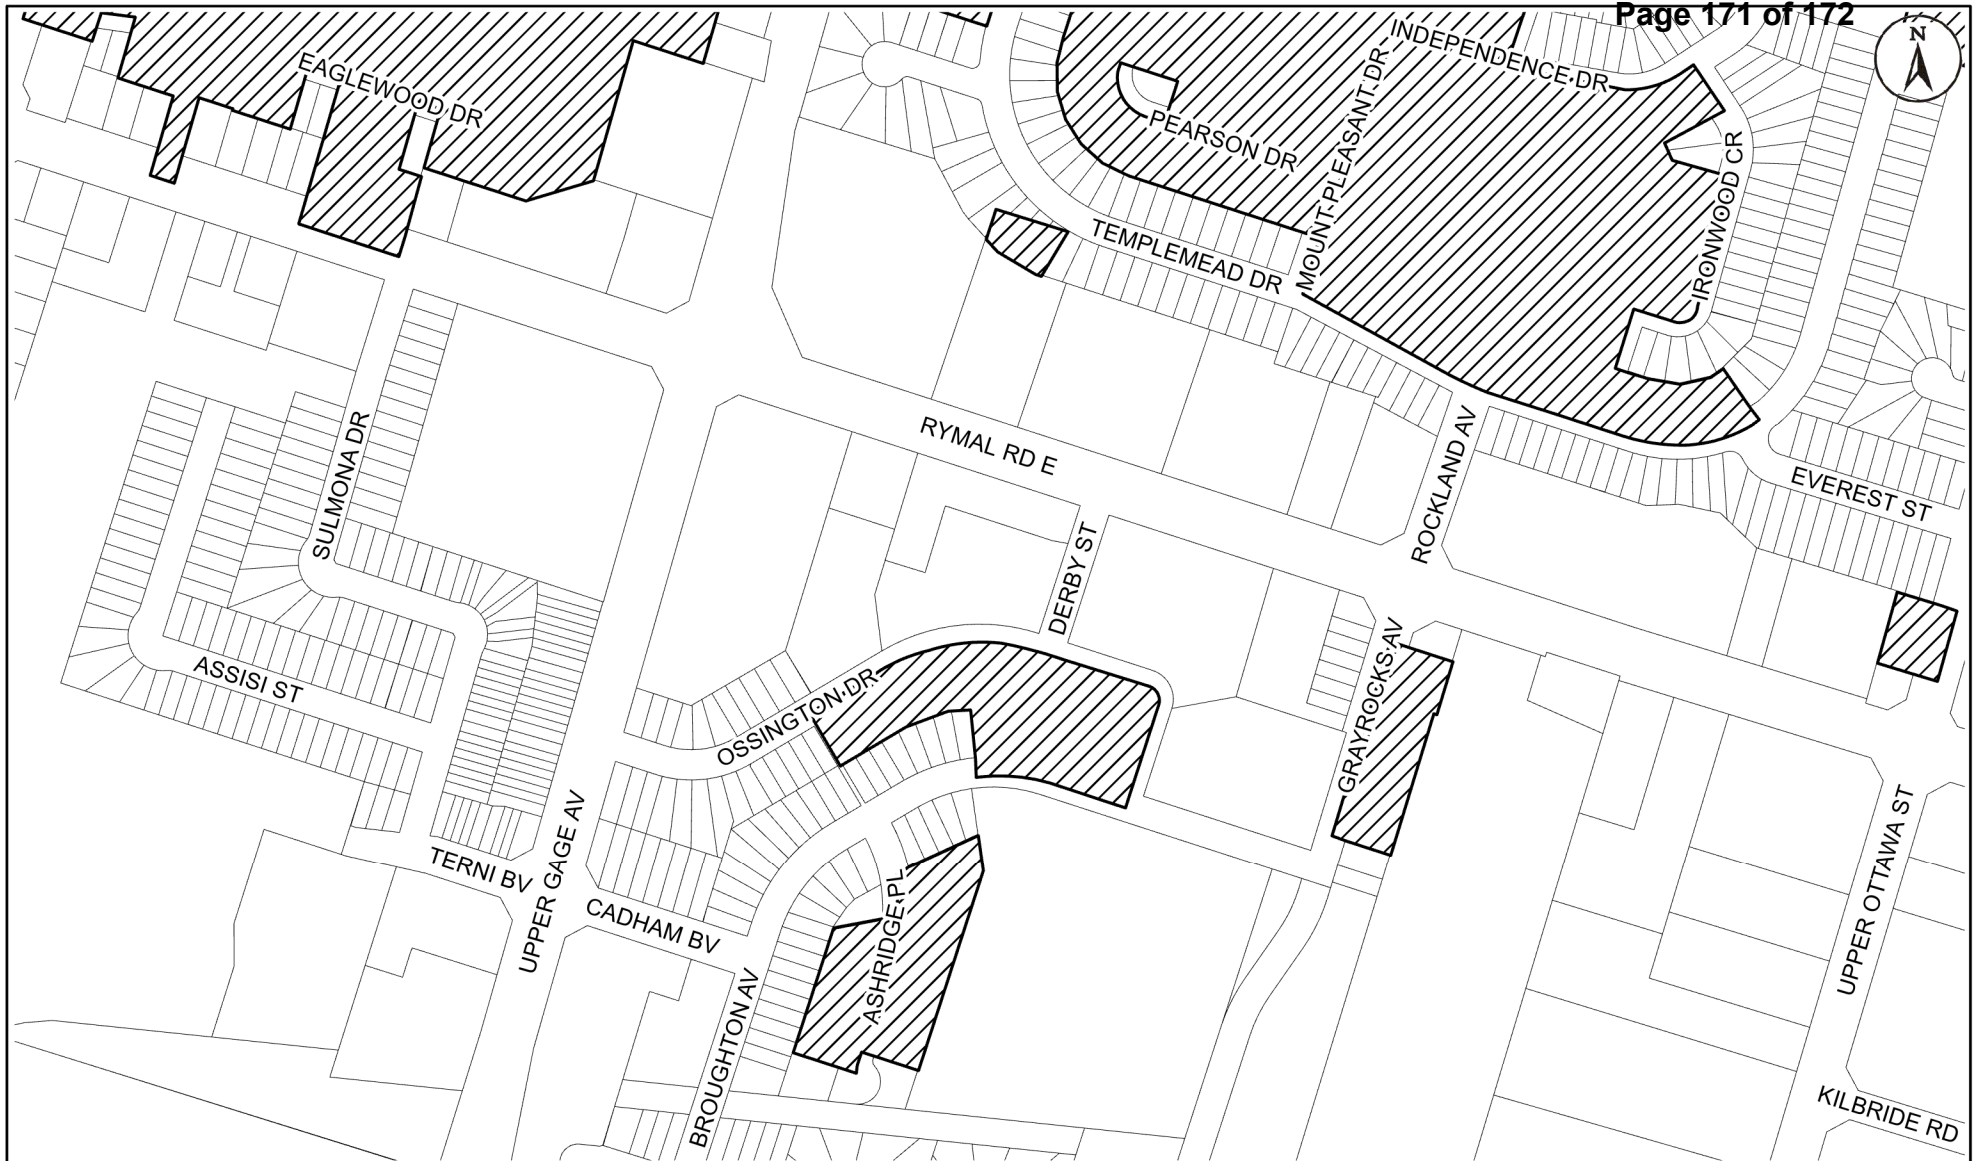 Page 171 of 172
N
INDEPENDENCE DR
EAGLEWOOD DR
MOUNT PLEASANT DR
PEARSON DR
IRONWOOD CR
TEMPLEMEAD DR
RYMAL RD E
ROCKLAND AV
EVEREST ST
SULMONA DR
DERBY ST
ASSISI ST
OSSINGTON DR
GRAYROCKS AV
TERNI BV
UPPER GAGE AV
CADHAM BV
ASHRIDGE PL
UPPER OTTAWA ST
BROUGHTON AV
KILBRIDE RD